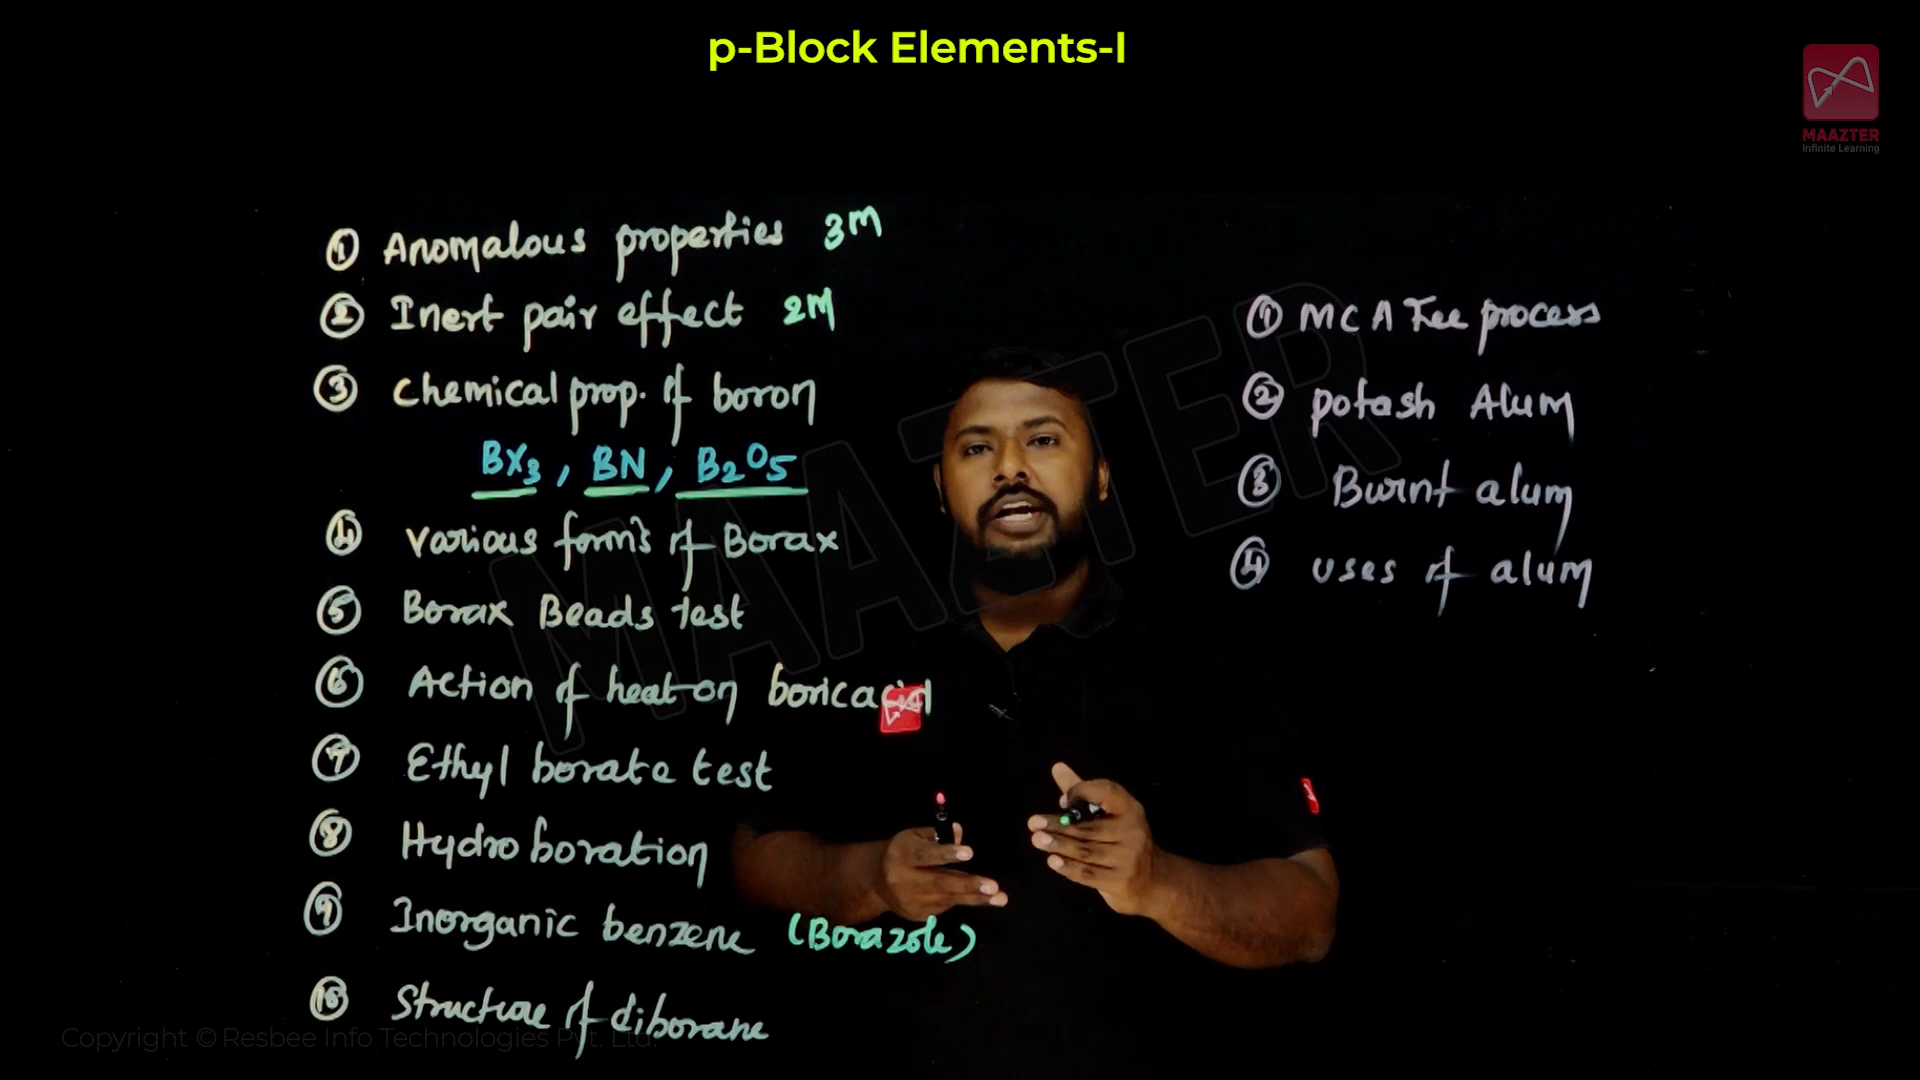 p-Block Elements-I
MAAZTER
Infinite Learning
① Anomalous properties 3M
② Inert pair effect 2M
③ Chemical prop. of boron
BX3, BN, B2O5
④ Various forms of Borax
⑤ Borax Beads test
⑥ Action of heat on boric acid
⑦ Ethyl borate test
⑧ Hydro boration
⑨ Inorganic benzene (Borazole)
⑩ Structure of diborane
① MC A Fee process
② potash Alum
③ Burnt alum
④ uses of alum
MAAZTER
Copyright © Resbee Info Technologies Pvt. Ltd.